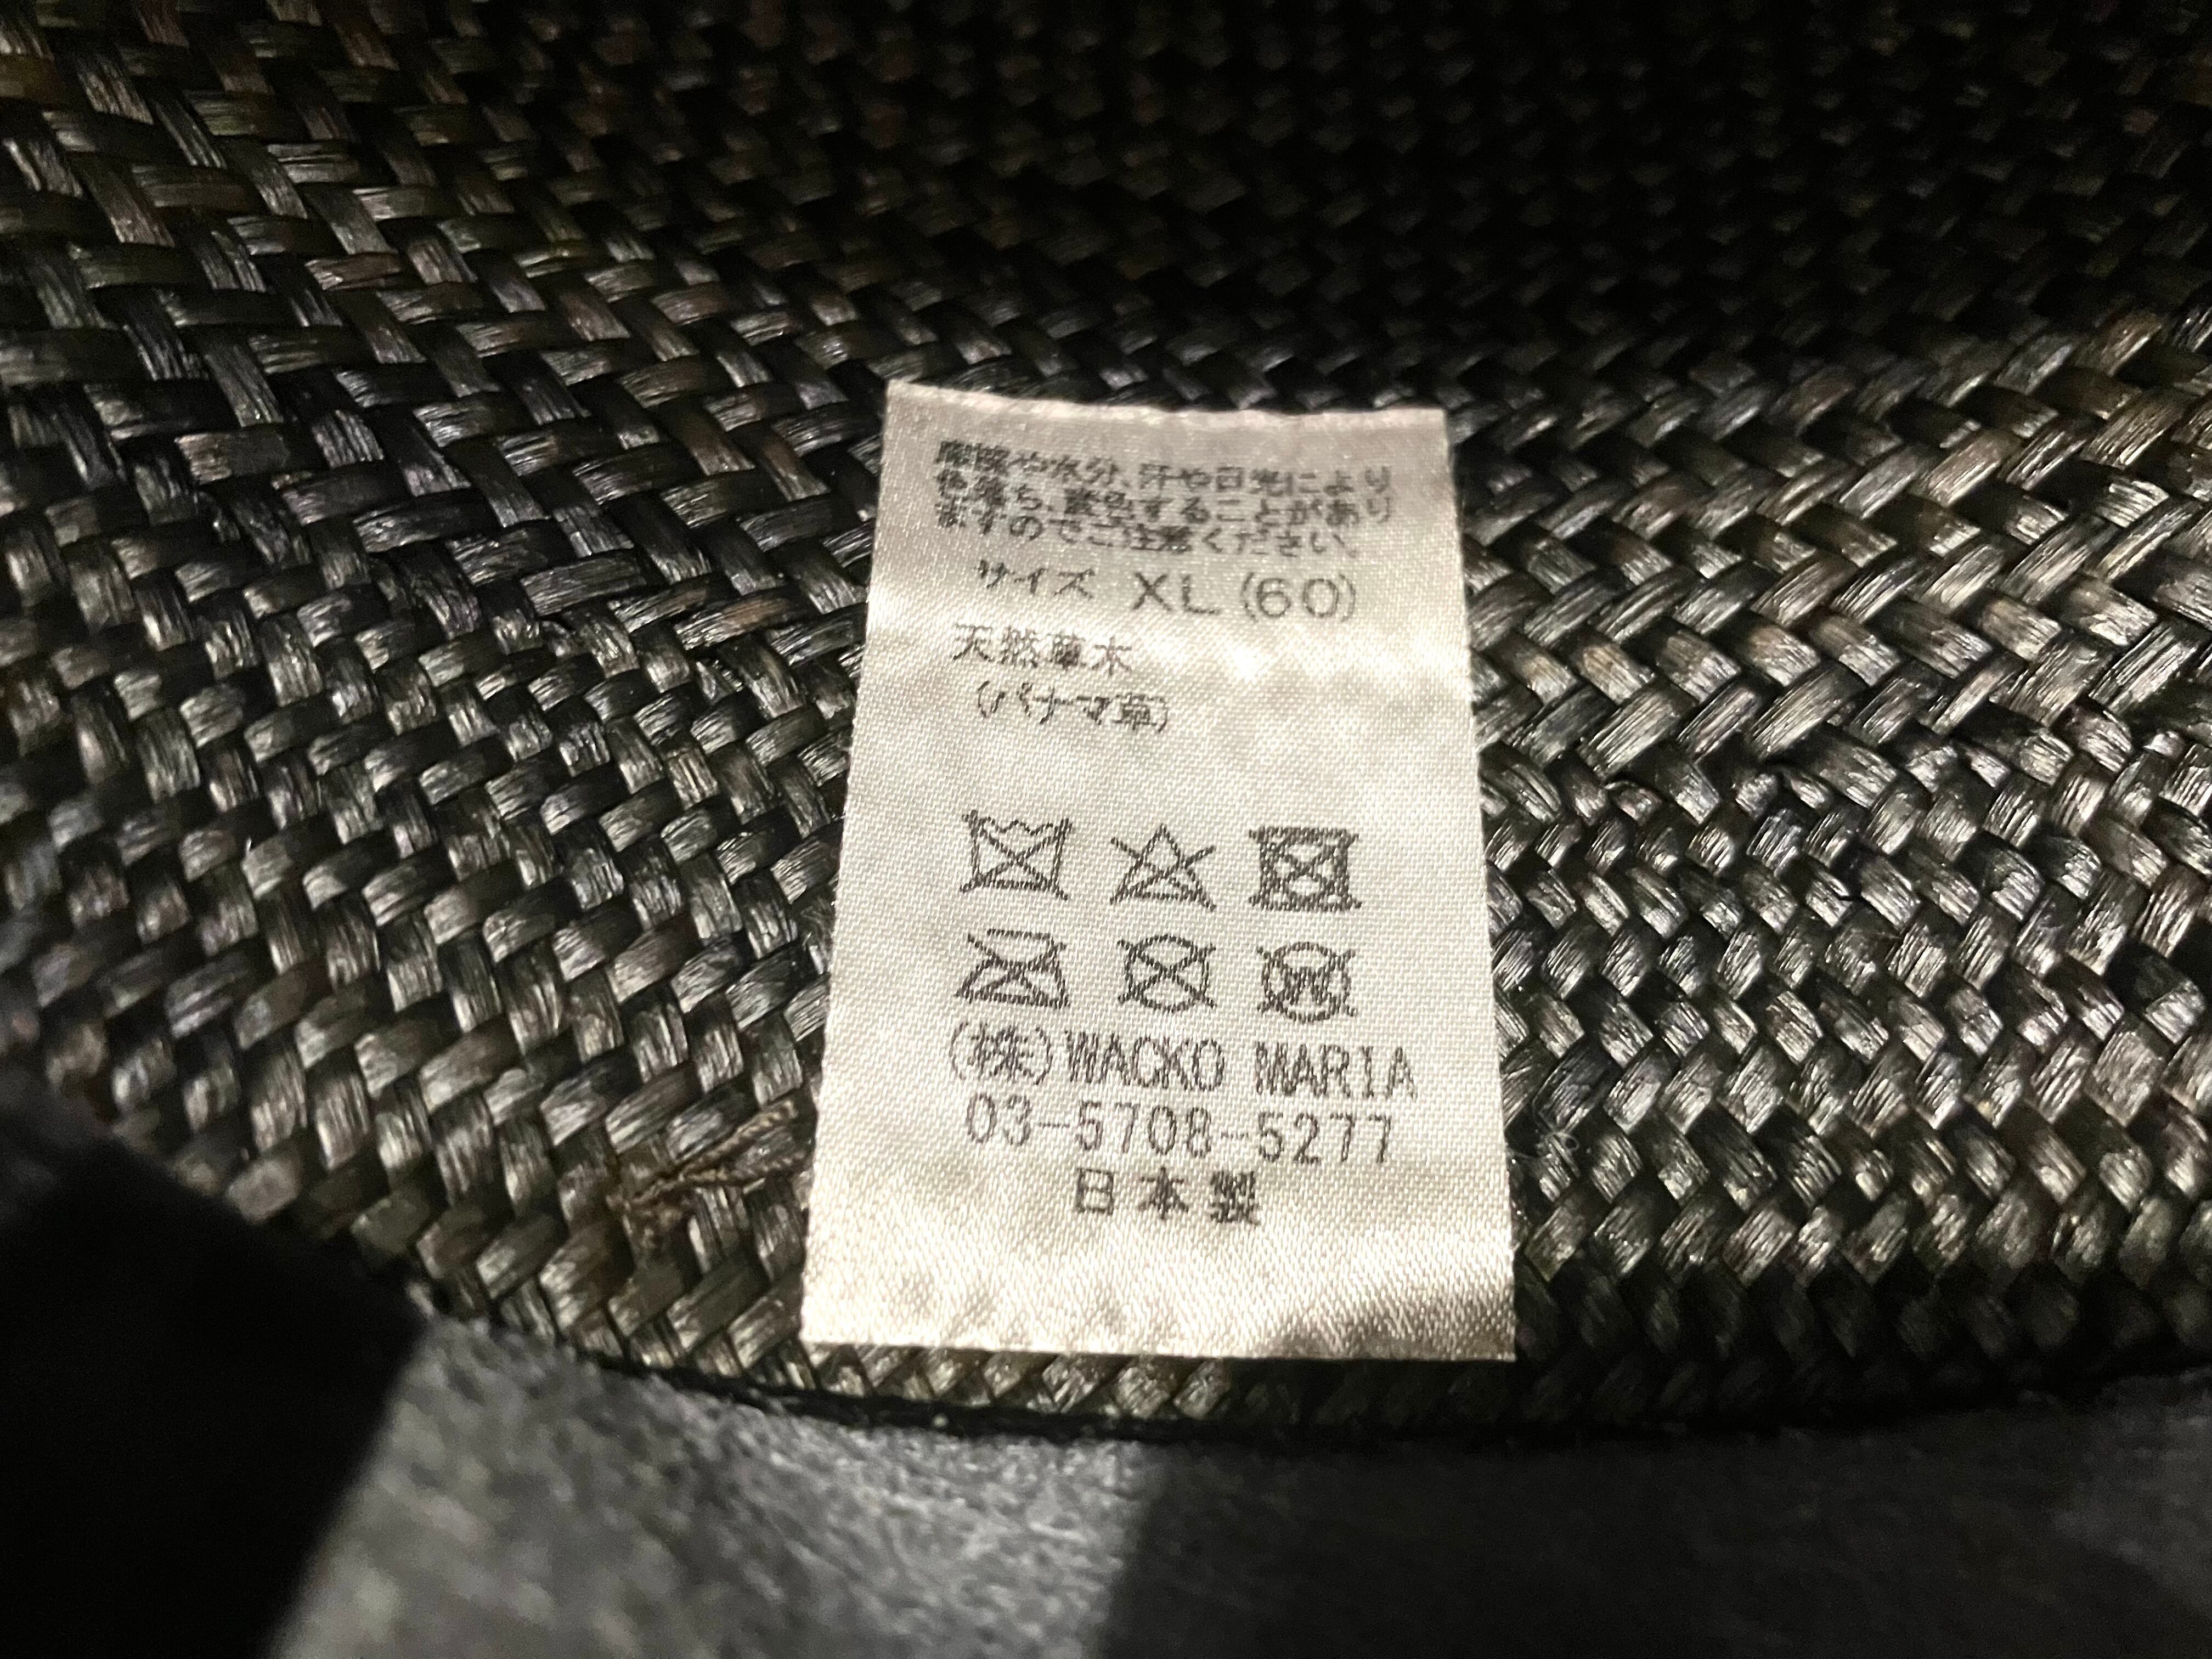 摩擦や水分、汗や日光により
色落ち、変色することがあり
ますのでご注意ください。
サイズ XL(60)
天然草木
(パナマ草)
(株)WACKO MARIA
03-5708-5277
日本製